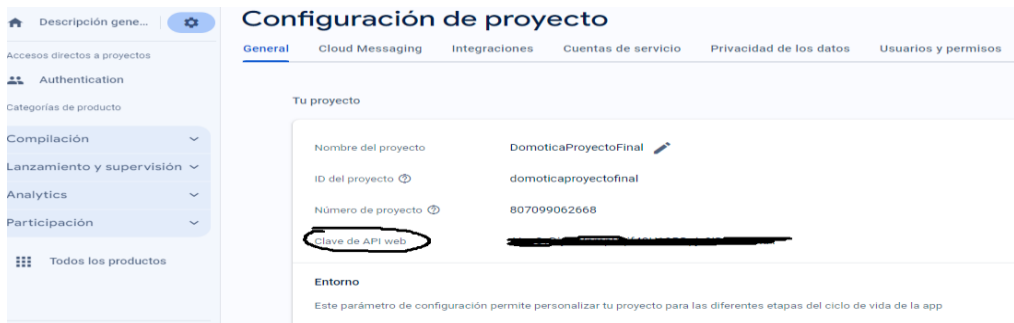 Descripción gene...
Configuración de proyecto
General Cloud Messaging Integraciones Cuentas de servicio Privacidad de los datos Usuarios y permisos
Accesos directos a proyectos
Authentication
Categorías de producto
Compilación
Lanzamiento y supervisión
Analytics
Participación
Todos los productos
Tu proyecto
Nombre del proyecto DomoticaProyectoFinal
ID del proyecto domoticaproyectofinal
Número de proyecto 807099062668
Clave de API web
Entorno
Este parámetro de configuración permite personalizar tu proyecto para las diferentes etapas del ciclo de vida de la app